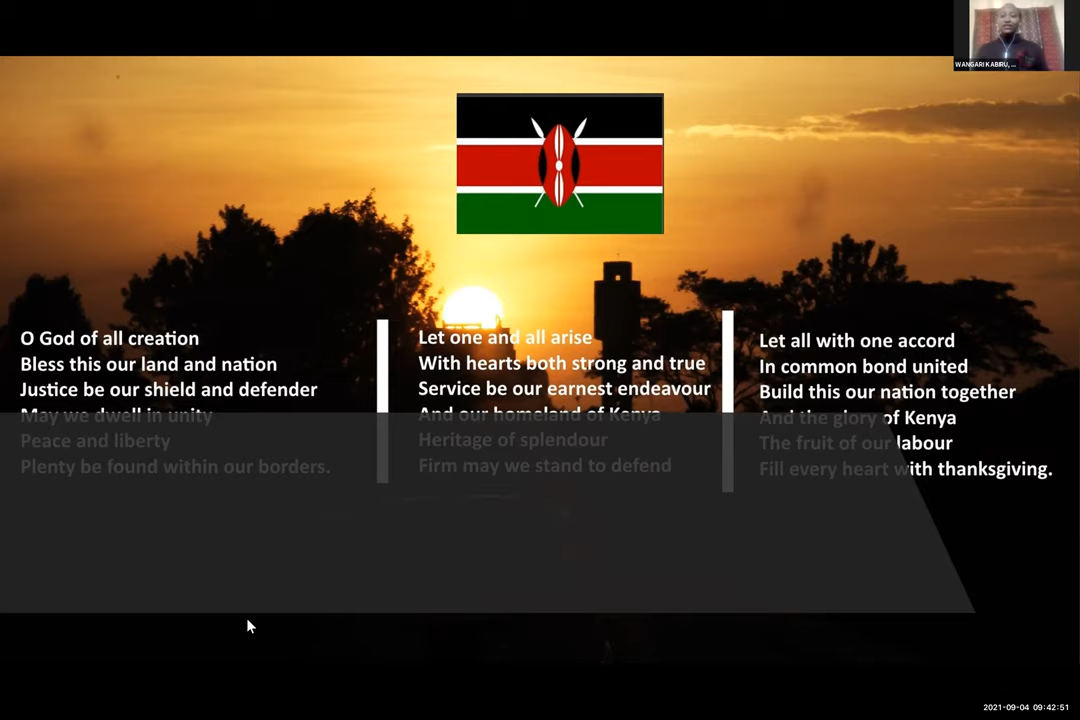 WANGARI KABIRU, ...
O God of all creation
Bless this our land and nation
Justice be our shield and defender
May we dwell in unity
Peace and liberty
Plenty be found within our borders.
Let one and all arise
With hearts both strong and true
Service be our earnest endeavour
And our homeland of Kenya
Heritage of splendour
Firm may we stand to defend
Let all with one accord
In common bond united
Build this our nation together
And the glory of Kenya
The fruit of our labour
Fill every heart with thanksgiving.
2021-09-04 09:42:51